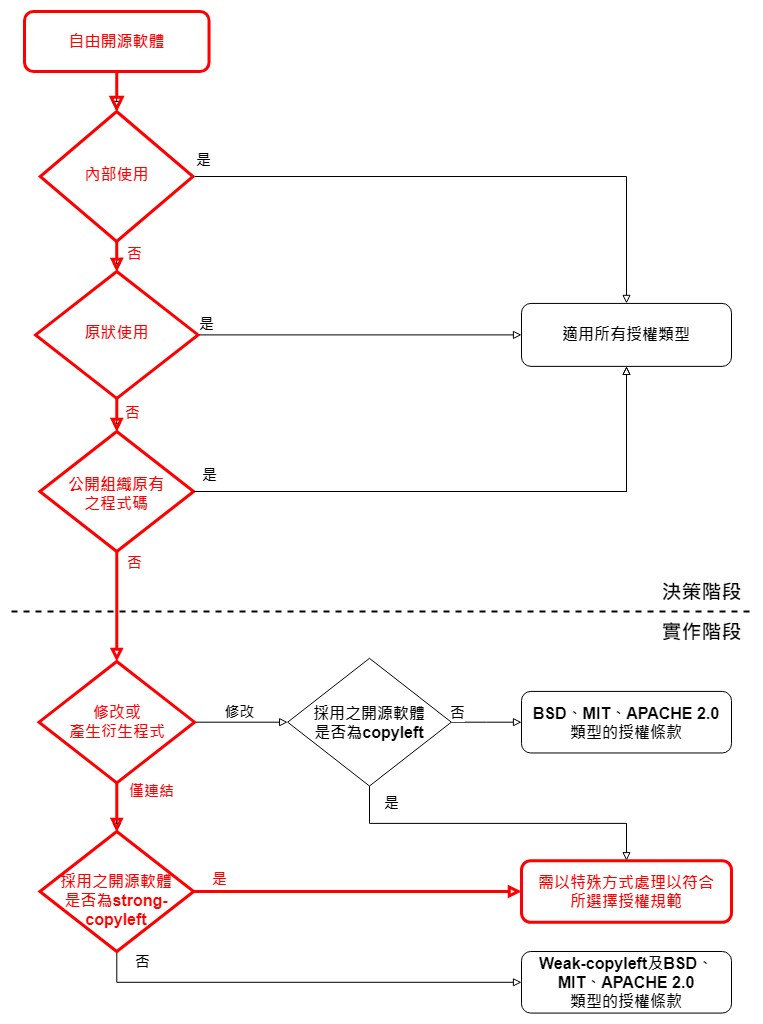 自由開源軟體
內部使用
是
否
原狀使用
是
適用所有授權類型
否
公開組織原有
之程式碼
是
否
決策階段
實作階段
修改或
產生衍生程式
修改
採用之開源軟體
是否為copyleft
否
BSD、MIT、APACHE 2.0
類型的授權條款
僅連結
是
採用之開源軟體
是否為strong-
copyleft
是
需以特殊方式處理以符合
所選擇授權規範
否
Weak-copyleft及BSD、
MIT、APACHE 2.0
類型的授權條款